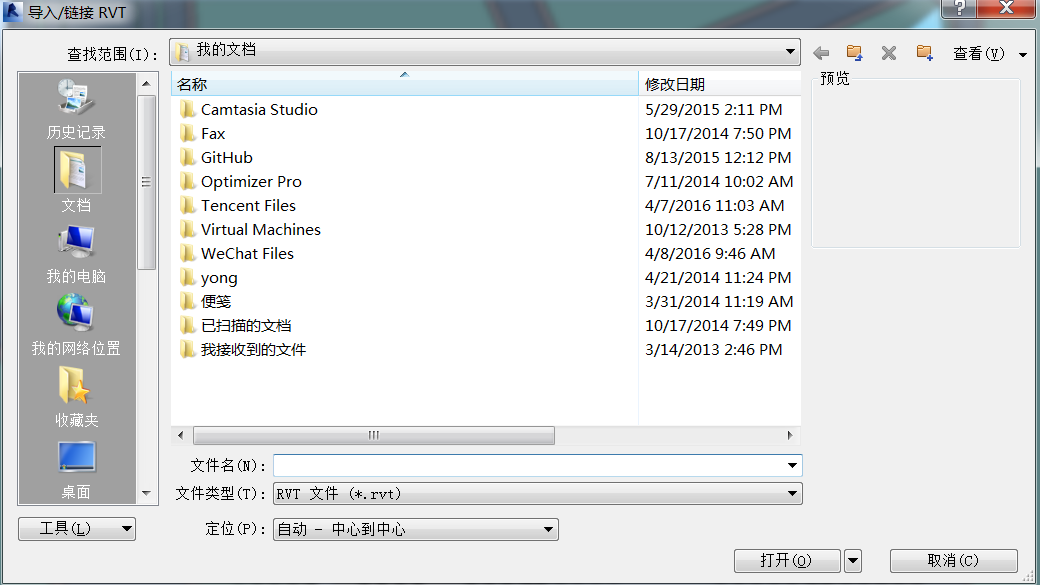 导入/链接 RVT
查找范围(I):
我的文档
查看(V)
预览
历史记录
文档
我的电脑
我的网络位置
收藏夹
桌面
名称 修改日期
Camtasia Studio 5/29/2015 2:11 PM
Fax 10/17/2014 7:50 PM
GitHub 8/13/2015 12:12 PM
Optimizer Pro 7/11/2014 10:02 AM
Tencent Files 4/7/2016 11:03 AM
Virtual Machines 10/12/2013 5:28 PM
WeChat Files 4/8/2016 9:46 AM
yong 4/21/2014 11:24 PM
便笺 3/31/2014 11:19 AM
已扫描的文档 10/17/2014 7:49 PM
我接收到的文件 3/14/2013 2:46 PM
文件名(N):
文件类型(T): RVT 文件 (*.rvt)
工具(L)
定位(P): 自动 - 中心到中心
打开(O)
取消(C)